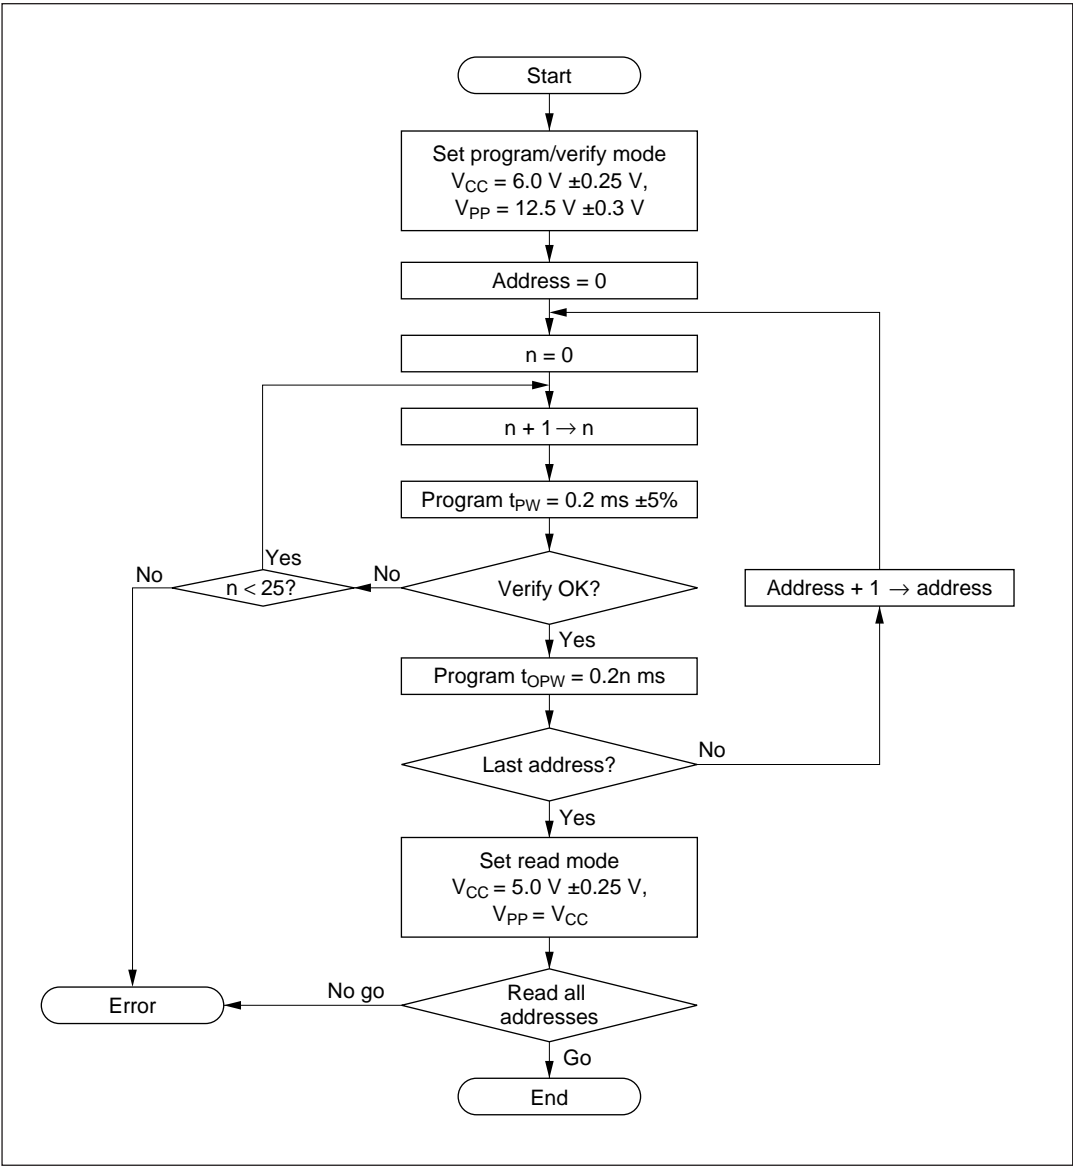 Start
Set program/verify mode
VCC = 6.0 V ±0.25 V,
VPP = 12.5 V ±0.3 V
Address = 0
n = 0
n + 1 → n
Program tPW = 0.2 ms ±5%
Verify OK?
No
n < 25?
Yes
No
Address + 1 → address
Yes
Program tOPW = 0.2n ms
Last address?
No
Yes
Set read mode
VCC = 5.0 V ±0.25 V,
VPP = VCC
Read all
addresses
No go
Error
Go
End